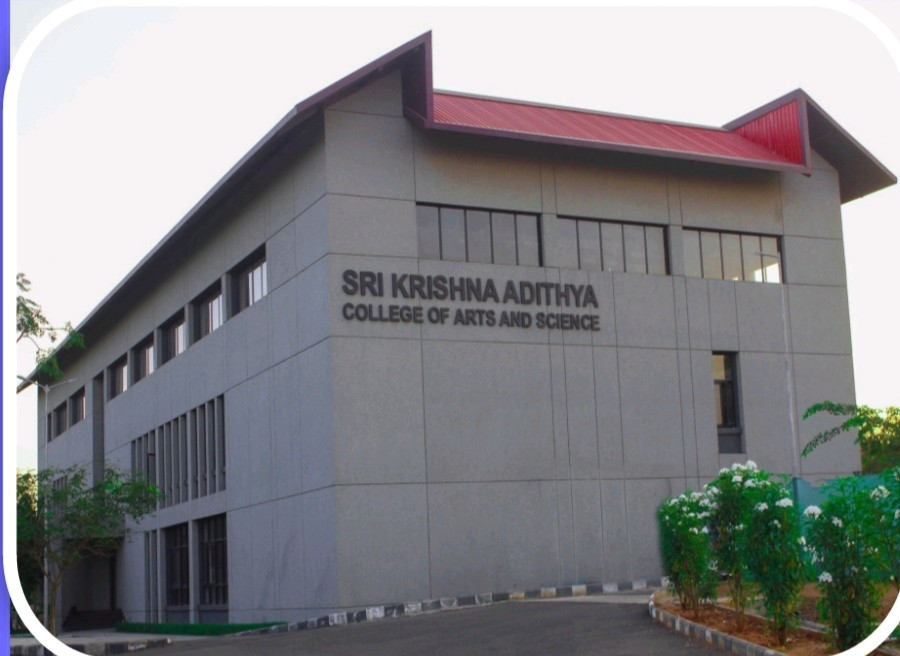 SRI KRISHNA ADITHYA
COLLEGE OF ARTS AND SCIENCE